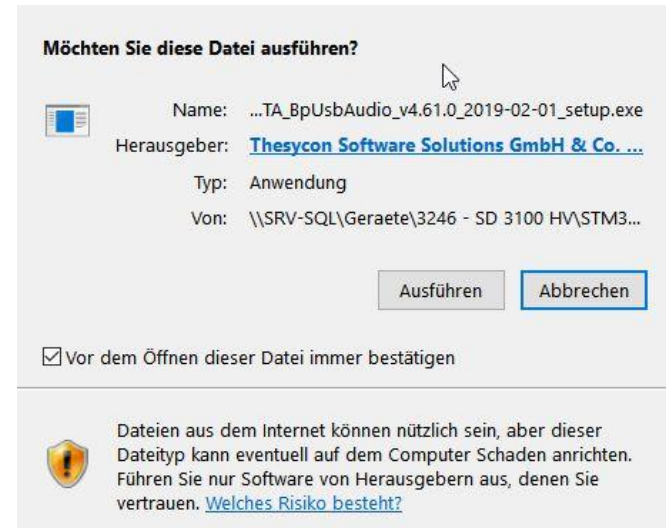 Möchten Sie diese Datei ausführen?
Name: ...TA_BpUsbAudio_v4.61.0_2019-02-01_setup.exe
Herausgeber: Thesycon Software Solutions GmbH & Co. ...
Typ: Anwendung
Von: \\SRV-SQL\Geraete\3246 - SD 3100 HV\STM3...
Ausführen Abbrechen
Vor dem Öffnen dieser Datei immer bestätigen
Dateien aus dem Internet können nützlich sein, aber dieser
Dateityp kann eventuell auf dem Computer Schaden anrichten.
Führen Sie nur Software von Herausgebern aus, denen Sie
vertrauen. Welches Risiko besteht?